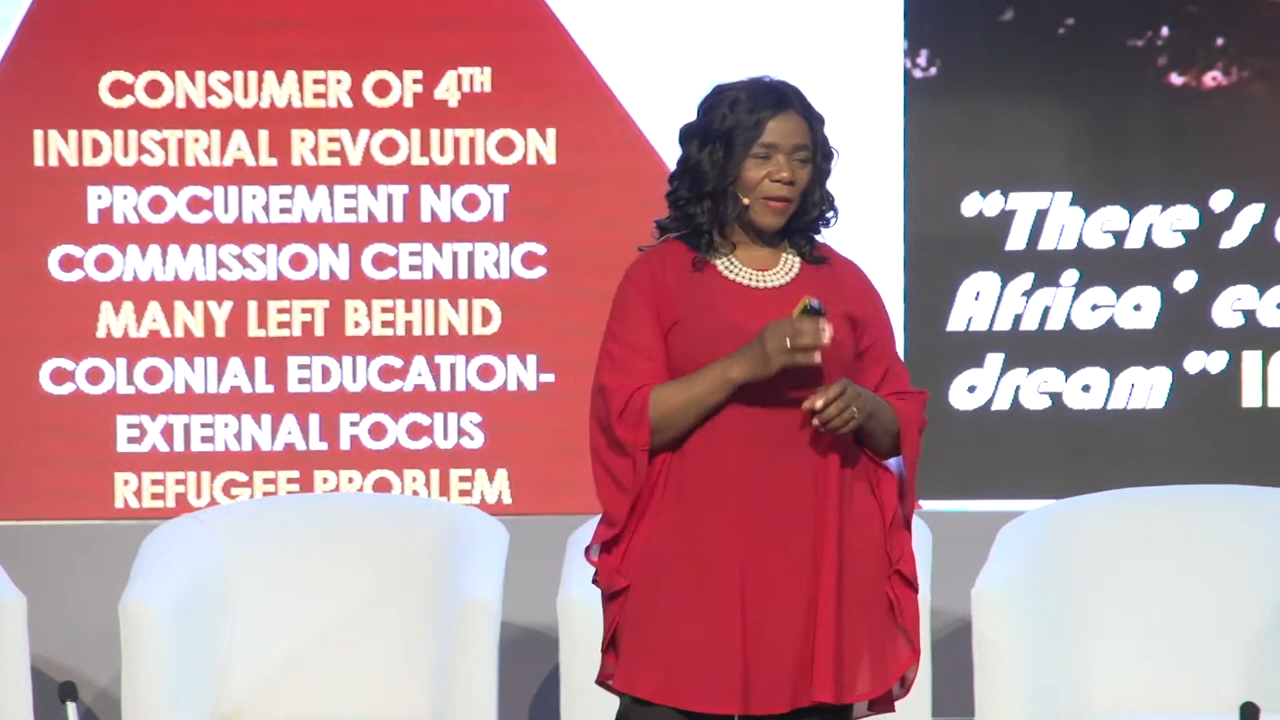 CONSUMER OF 4TH
INDUSTRIAL REVOLUTION
PROCUREMENT NOT
COMMISSION CENTRIC
MANY LEFT BEHIND
COLONIAL EDUCATION-
EXTERNAL FOCUS
REFUGEE PROBLEM
“There’s
Africa’
dream”